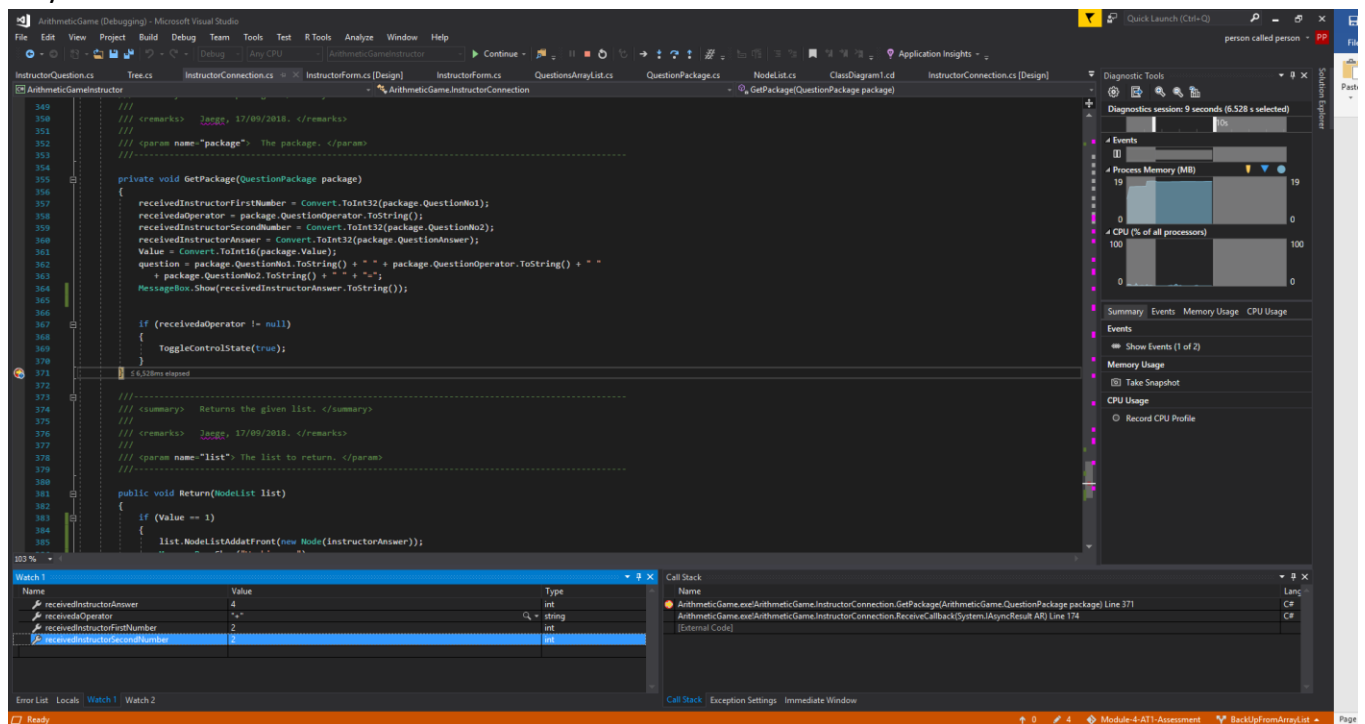 ArithmeticGame (Debugging) - Microsoft Visual Studio
Quick Launch (Ctrl+Q)
File Edit View Project Build Debug Team Tools Test R Tools Analyze Window Help
person called person PP
File
Debug Any CPU ArithmeticGameInstructor Continue Application Insights
InstructorQuestion.cs Tree.cs InstructorConnection.cs InstructorForm.cs [Design] InstructorForm.cs QuestionsArrayList.cs QuestionPackage.cs NodeList.cs ClassDiagram1.cd InstructorConnection.cs [Design]
ArithmeticGameInstructor ArithmeticGame.InstructorConnection GetPackage(QuestionPackage package)
349 ///
350 /// <remarks> Jaege, 17/09/2018. </remarks>
351 ///
352 /// <param name="package"> The package. </param>
353 ///-----------------------------------------------------------------
354
355 private void GetPackage(QuestionPackage package)
356 {
357 receivedInstructorFirstNumber = Convert.ToInt32(package.QuestionNo1);
358 receivedaOperator = package.QuestionOperator.ToString();
359 receivedInstructorSecondNumber = Convert.ToInt32(package.QuestionNo2);
360 receivedInstructorAnswer = Convert.ToInt32(package.QuestionAnswer);
361 Value = Convert.ToInt16(package.Value);
362 question = package.QuestionNo1.ToString() + " " + package.QuestionOperator.ToString() + " "
363 + package.QuestionNo2.ToString() + " " + "=";
364 MessageBox.Show(receivedInstructorAnswer.ToString());
365
366
367 if (receivedaOperator != null)
368 {
369 ToggleControlState(true);
370 }
371 } ≤ 6,528ms elapsed
372
373 ///-----------------------------------------------------------------
374 /// <summary> Returns the given list. </summary>
375 ///
376 /// <remarks> Jaege, 17/09/2018. </remarks>
377 ///
378 /// <param name="list"> The list to return. </param>
379 ///-----------------------------------------------------------------
380
381 public void Return(NodeList list)
382 {
383 if (Value == 1)
384 {
385 list.NodeListAddatFront(new Node(instructorAnswer));
103 %
Diagnostic Tools
Diagnostics session: 9 seconds (6.528 s selected)
10s
Events
Process Memory (MB)
19 19
0 0
CPU (% of all processors)
100 100
0 0
Summary Events Memory Usage CPU Usage
Events
Show Events (1 of 2)
Memory Usage
Take Snapshot
CPU Usage
Record CPU Profile
Solution Explorer
Paste
Watch 1
Name Value Type
receivedInstructorAnswer 4 int
receivedaOperator "+" string
receivedInstructorFirstNumber 2 int
receivedInstructorSecondNumber 2 int
Error List Locals Watch 1 Watch 2
Call Stack
Name Lang
ArithmeticGame.exe!ArithmeticGame.InstructorConnection.GetPackage(ArithmeticGame.QuestionPackage package) Line 371 C#
ArithmeticGame.exe!ArithmeticGame.InstructorConnection.ReceiveCallback(System.IAsyncResult AR) Line 174 C#
[External Code]
Call Stack Exception Settings Immediate Window
Ready
0 4 Module-4-AT1-Assessment BackUpFromArrayList
Page